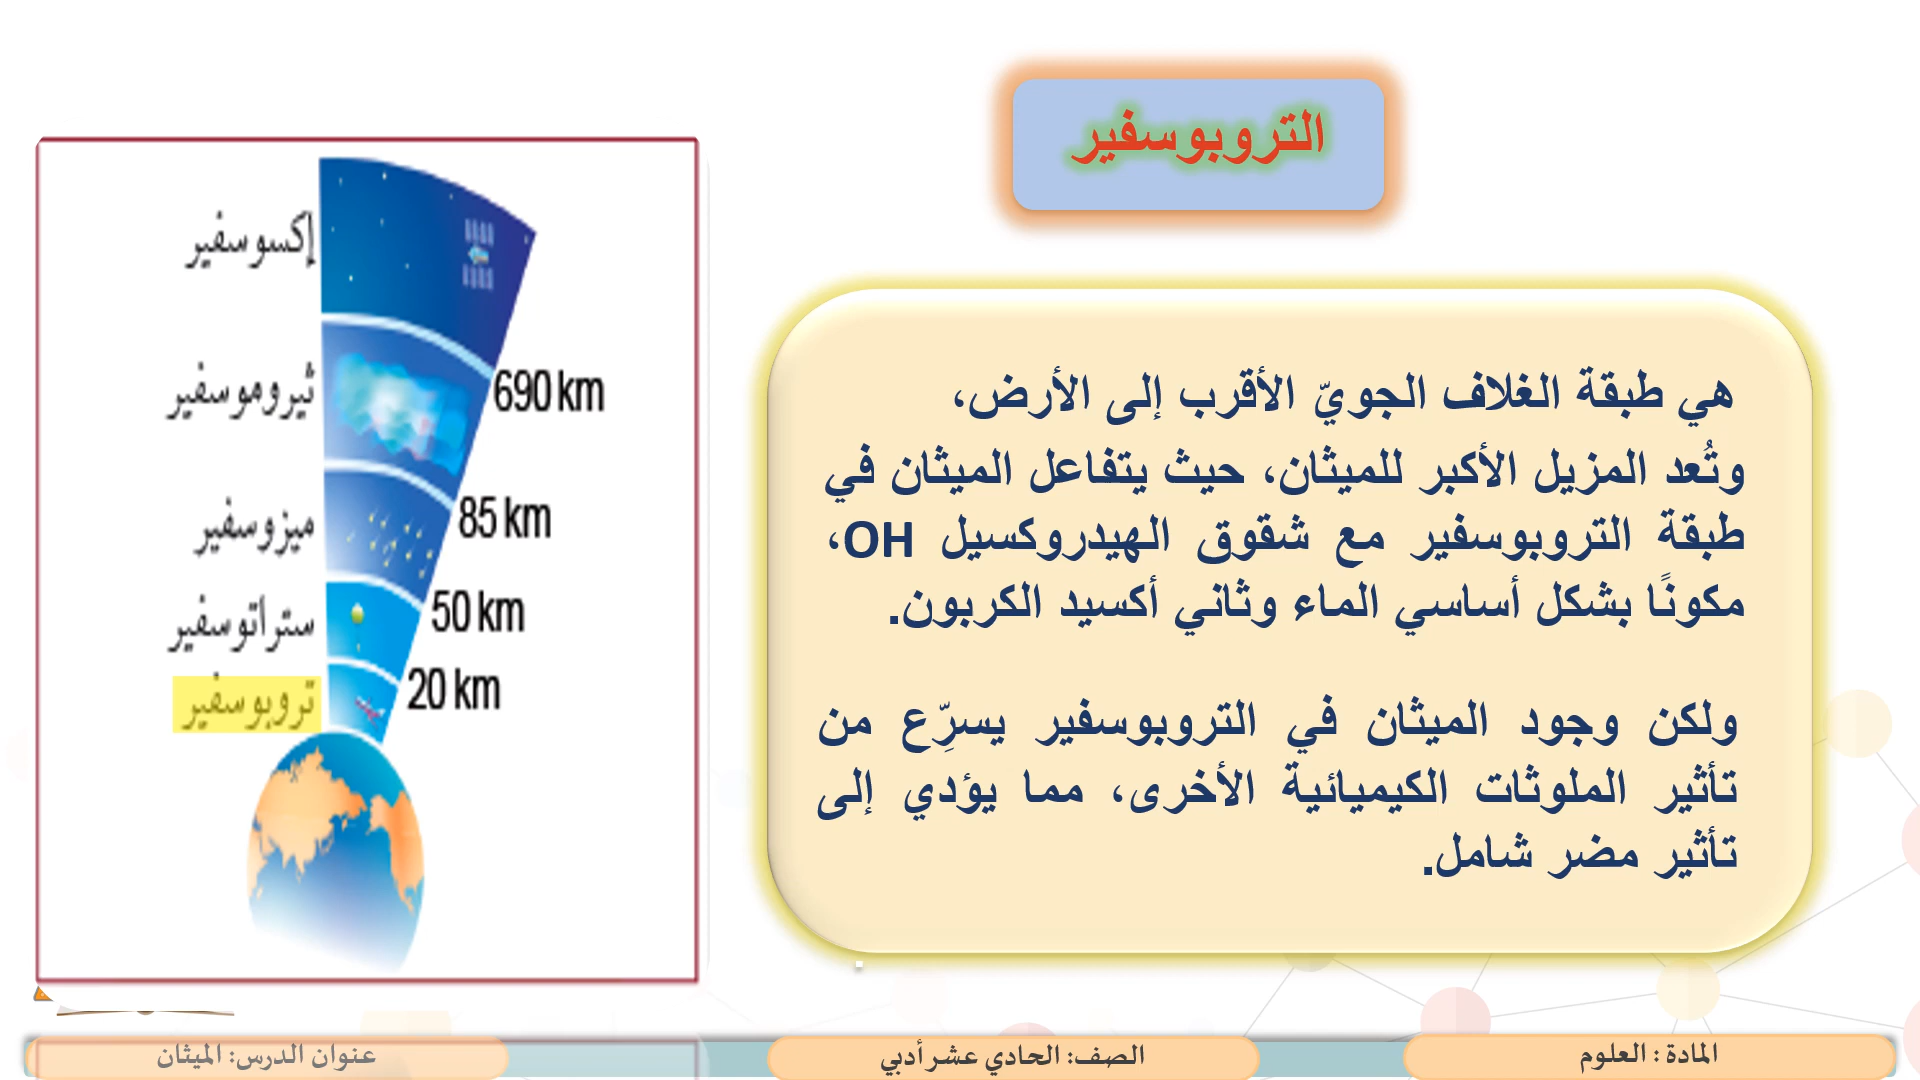 التروبوسفير
هي طبقة الغلاف الجويّ الأقرب إلى الأرض،
وتُعد المزيل الأكبر للميثان، حيث يتفاعل الميثان في
طبقة التروبوسفير مع شقوق الهيدروكسيل OH،
مكونًا بشكل أساسي الماء وثاني أكسيد الكربون.
ولكن وجود الميثان في التروبوسفير يسرِّع من
تأثير الملوثات الكيميائية الأخرى، مما يؤدي إلى
تأثير مضر شامل.
إكسوسفير
690 km
ثيروموسفير
85 km
ميزوسفير
50 km
ستراتوسفير
20 km
تروبوسفير
المادة : العلوم
الصف: الحادي عشر أدبي
عنوان الدرس: الميثان